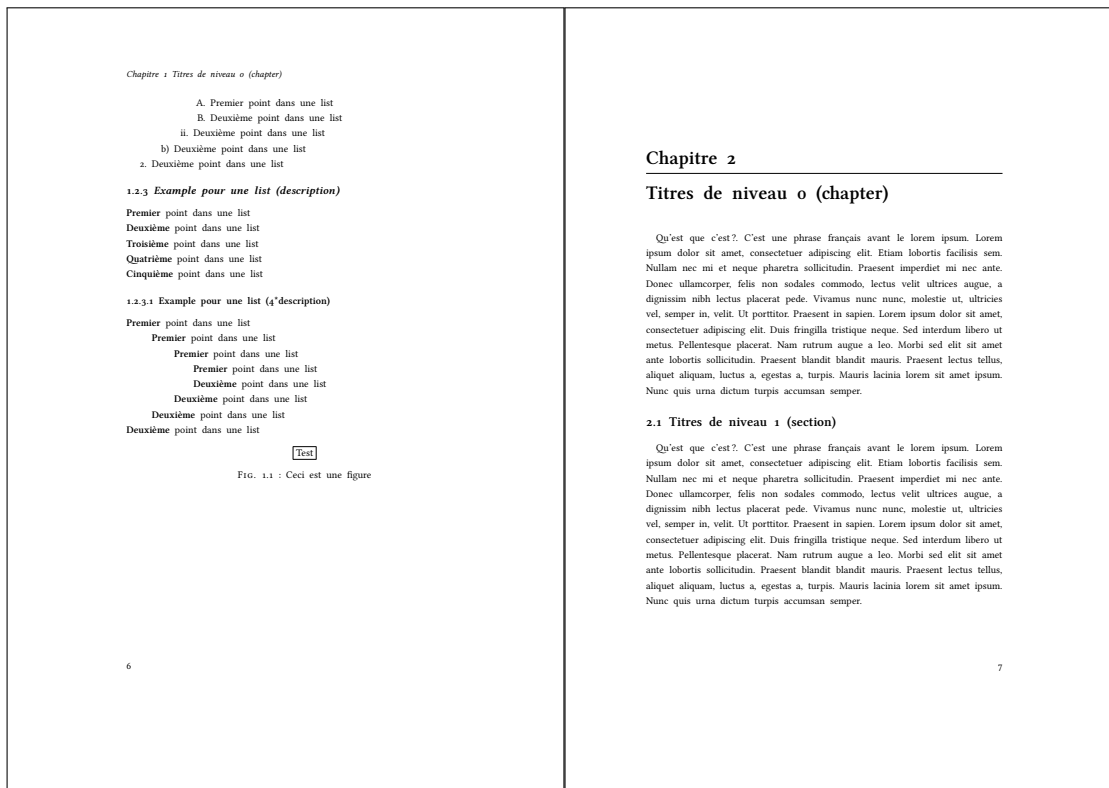 Chapitre 1 Titres de niveau 0 (chapter)
A. Premier point dans une list
B. Deuxième point dans une list
ii. Deuxième point dans une list
b) Deuxième point dans une list
2. Deuxième point dans une list
1.2.3 Example pour une list (description)
Premier point dans une list
Deuxième point dans une list
Troisième point dans une list
Quatrième point dans une list
Cinquième point dans une list
1.2.3.1 Example pour une list (4*description)
Premier point dans une list
Premier point dans une list
Premier point dans une list
Premier point dans une list
Deuxième point dans une list
Deuxième point dans une list
Deuxième point dans une list
Deuxième point dans une list
Test
Fig. 1.1 : Ceci est une figure
6
Chapitre 2
Titres de niveau 0 (chapter)
Qu'est que c'est ?. C'est une phrase français avant le lorem ipsum. Lorem
ipsum dolor sit amet, consectetuer adipiscing elit. Etiam lobortis facilisis sem.
Nullam nec mi et neque pharetra sollicitudin. Praesent imperdiet mi nec ante.
Donec ullamcorper, felis non sodales commodo, lectus velit ultrices augue, a
dignissim nibh lectus placerat pede. Vivamus nunc nunc, molestie ut, ultricies
vel, semper in, velit. Ut porttitor. Praesent in sapien. Lorem ipsum dolor sit amet,
consectetuer adipiscing elit. Duis fringilla tristique neque. Sed interdum libero ut
metus. Pellentesque placerat. Nam rutrum augue a leo. Morbi sed elit sit amet
ante lobortis sollicitudin. Praesent blandit blandit mauris. Praesent lectus tellus,
aliquet aliquam, luctus a, egestas a, turpis. Mauris lacinia lorem sit amet ipsum.
Nunc quis urna dictum turpis accumsan semper.
2.1 Titres de niveau 1 (section)
Qu'est que c'est ?. C'est une phrase français avant le lorem ipsum. Lorem
ipsum dolor sit amet, consectetuer adipiscing elit. Etiam lobortis facilisis sem.
Nullam nec mi et neque pharetra sollicitudin. Praesent imperdiet mi nec ante.
Donec ullamcorper, felis non sodales commodo, lectus velit ultrices augue, a
dignissim nibh lectus placerat pede. Vivamus nunc nunc, molestie ut, ultricies
vel, semper in, velit. Ut porttitor. Praesent in sapien. Lorem ipsum dolor sit amet,
consectetuer adipiscing elit. Duis fringilla tristique neque. Sed interdum libero ut
metus. Pellentesque placerat. Nam rutrum augue a leo. Morbi sed elit sit amet
ante lobortis sollicitudin. Praesent blandit blandit mauris. Praesent lectus tellus,
aliquet aliquam, luctus a, egestas a, turpis. Mauris lacinia lorem sit amet ipsum.
Nunc quis urna dictum turpis accumsan semper.
7